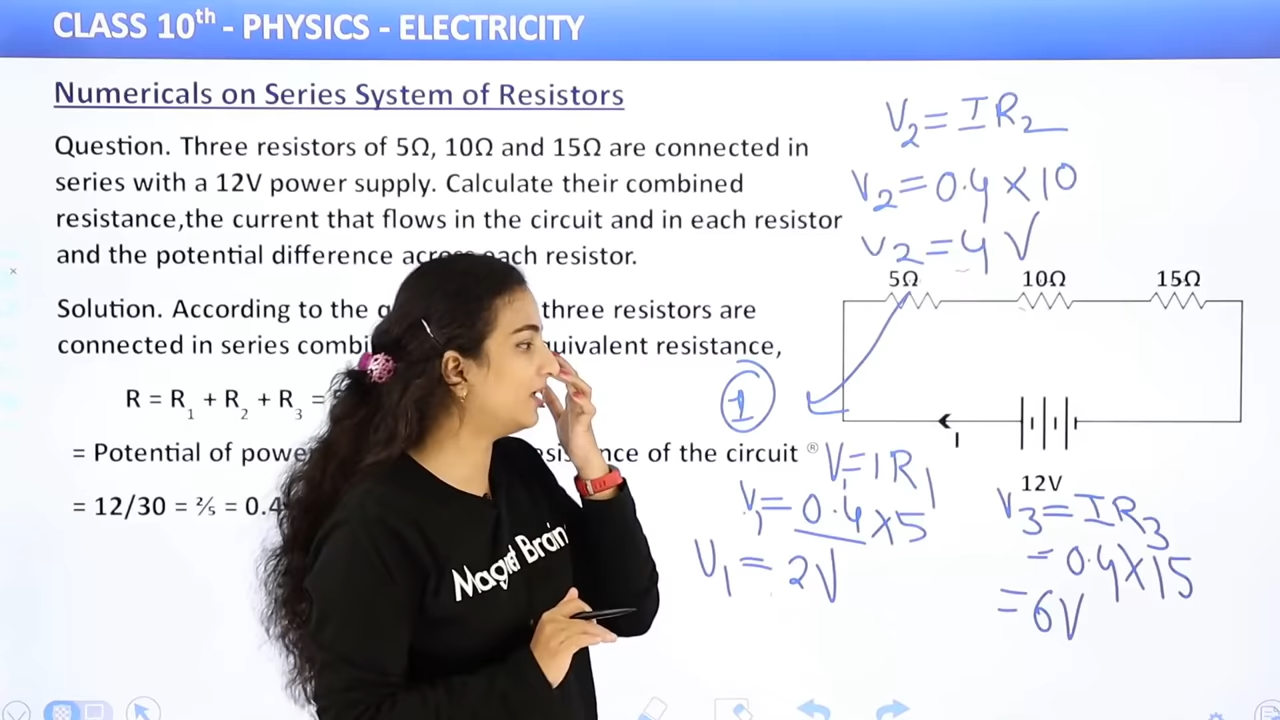 CLASS 10th - PHYSICS - ELECTRICITY
Numericals on Series System of Resistors
Question. Three resistors of 5Ω, 10Ω and 15Ω are connected in
series with a 12V power supply. Calculate their combined
resistance,the current that flows in the circuit and in each resistor
and the potential difference across each resistor.
Solution. According to the three resistors are
connected in series resistance,
R = R1 + R2 + R3 =
= Potential of of the circuit ®
= 12/30 = ²/₅ = 0.4
V2 = IR2
V2 = 0.4 × 10
V2 = 4 V
5Ω 10Ω 15Ω
1
I
12V
V = IR1
V1 = 0.4 × 5
V1 = 2V
V3 = IR3
= 0.4 × 15
= 6V
Magnet Brains